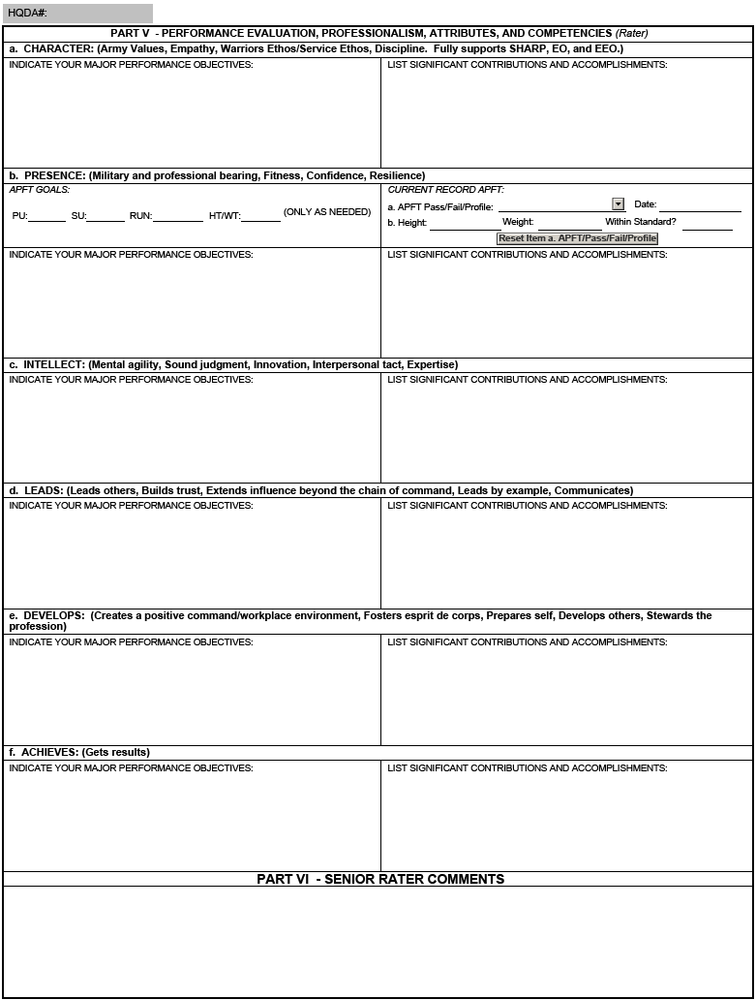 HQDA#:
PART V - PERFORMANCE EVALUATION, PROFESSIONALISM, ATTRIBUTES, AND COMPETENCIES (Rater)
a. CHARACTER: (Army Values, Empathy, Warriors Ethos/Service Ethos, Discipline. Fully supports SHARP, EO, and EEO.)
INDICATE YOUR MAJOR PERFORMANCE OBJECTIVES:
LIST SIGNIFICANT CONTRIBUTIONS AND ACCOMPLISHMENTS:
b. PRESENCE: (Military and professional bearing, Fitness, Confidence, Resilience)
APFT GOALS:
PU: SU: RUN: HT/WT: (ONLY AS NEEDED)
CURRENT RECORD APFT:
a. APFT Pass/Fail/Profile: Date:
b. Height: Weight: Within Standard?
Reset Item a. APFT/Pass/Fail/Profile
INDICATE YOUR MAJOR PERFORMANCE OBJECTIVES:
LIST SIGNIFICANT CONTRIBUTIONS AND ACCOMPLISHMENTS:
c. INTELLECT: (Mental agility, Sound judgment, Innovation, Interpersonal tact, Expertise)
INDICATE YOUR MAJOR PERFORMANCE OBJECTIVES:
LIST SIGNIFICANT CONTRIBUTIONS AND ACCOMPLISHMENTS:
d. LEADS: (Leads others, Builds trust, Extends influence beyond the chain of command, Leads by example, Communicates)
INDICATE YOUR MAJOR PERFORMANCE OBJECTIVES:
LIST SIGNIFICANT CONTRIBUTIONS AND ACCOMPLISHMENTS:
e. DEVELOPS: (Creates a positive command/workplace environment, Fosters esprit de corps, Prepares self, Develops others, Stewards the
profession)
INDICATE YOUR MAJOR PERFORMANCE OBJECTIVES:
LIST SIGNIFICANT CONTRIBUTIONS AND ACCOMPLISHMENTS:
f. ACHIEVES: (Gets results)
INDICATE YOUR MAJOR PERFORMANCE OBJECTIVES:
LIST SIGNIFICANT CONTRIBUTIONS AND ACCOMPLISHMENTS:
PART VI - SENIOR RATER COMMENTS